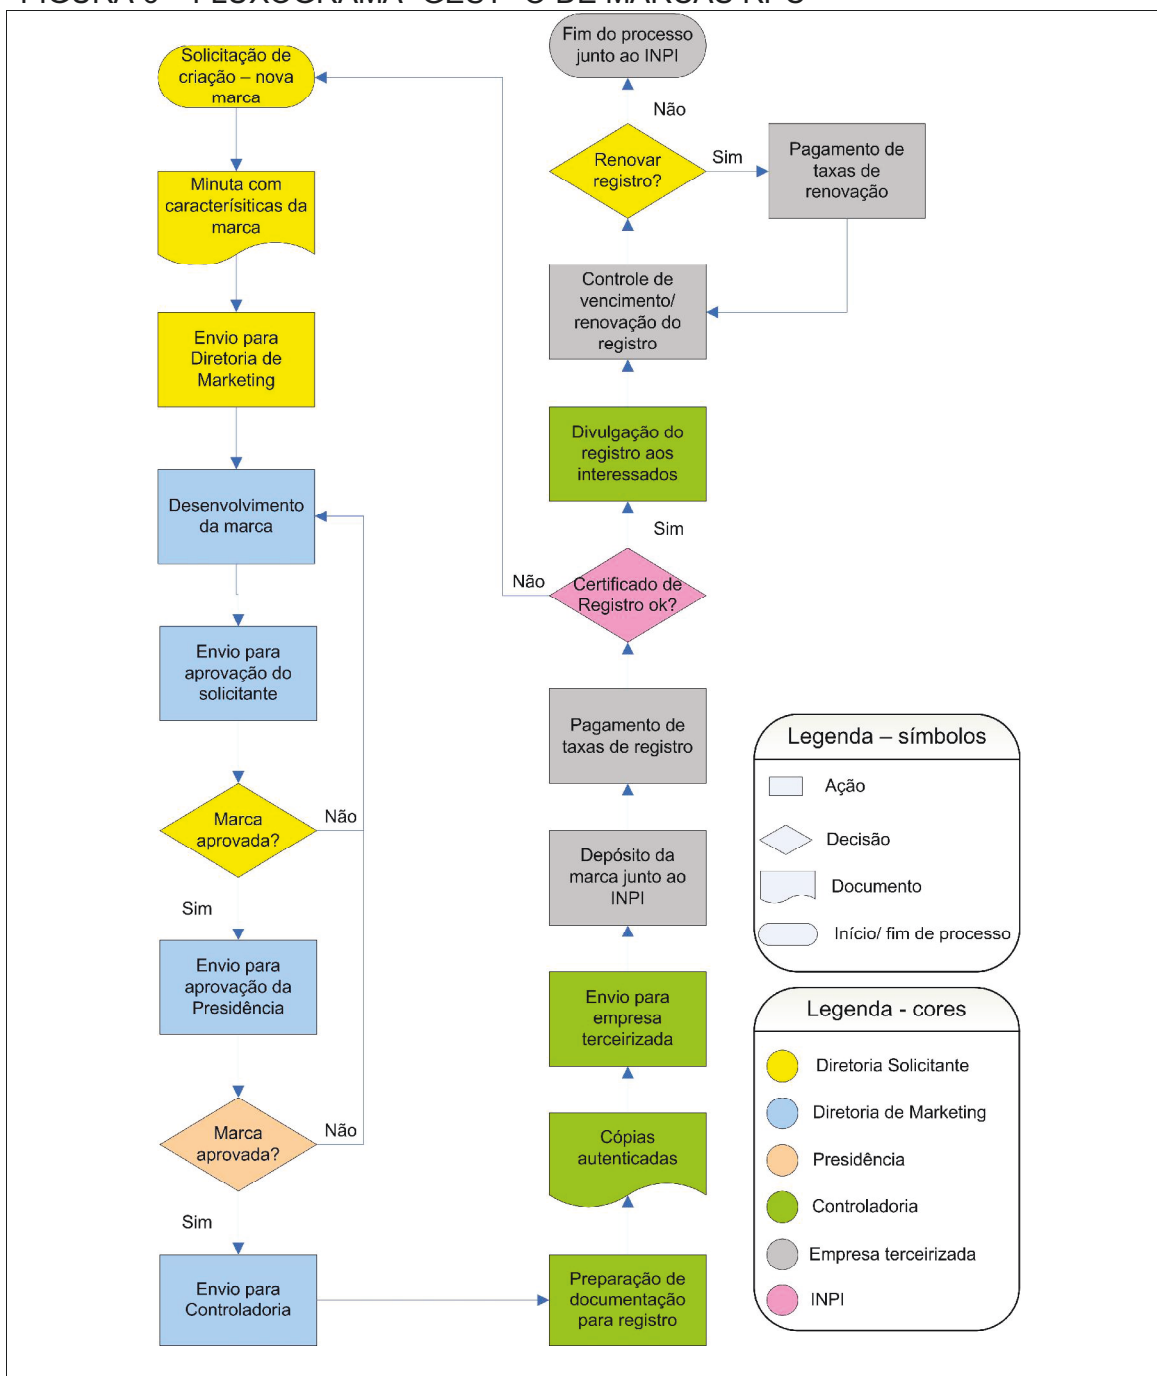 Solicitação de
criação – nova
marca
Minuta com
caracterísiticas da
marca
Envio para
Diretoria de
Marketing
Desenvolvimento
da marca
Envio para
aprovação do
solicitante
Marca
aprovada?
Não
Sim
Envio para
aprovação da
Presidência
Marca
aprovada?
Não
Sim
Envio para
Controladoria
Fim do processo
junto ao INPI
Não
Renovar
registro?
Sim
Pagamento de
taxas de
renovação
Controle de
vencimento/
renovação do
registro
Divulgação do
registro aos
interessados
Sim
Não
Certificado de
Registro ok?
Pagamento de
taxas de registro
Depósito da
marca junto ao
INPI
Envio para
empresa
terceirizada
Cópias
autenticadas
Preparação de
documentação
para registro
Legenda – símbolos
Ação
Decisão
Documento
Início/ fim de processo
Legenda - cores
Diretoria Solicitante
Diretoria de Marketing
Presidência
Controladoria
Empresa terceirizada
INPI